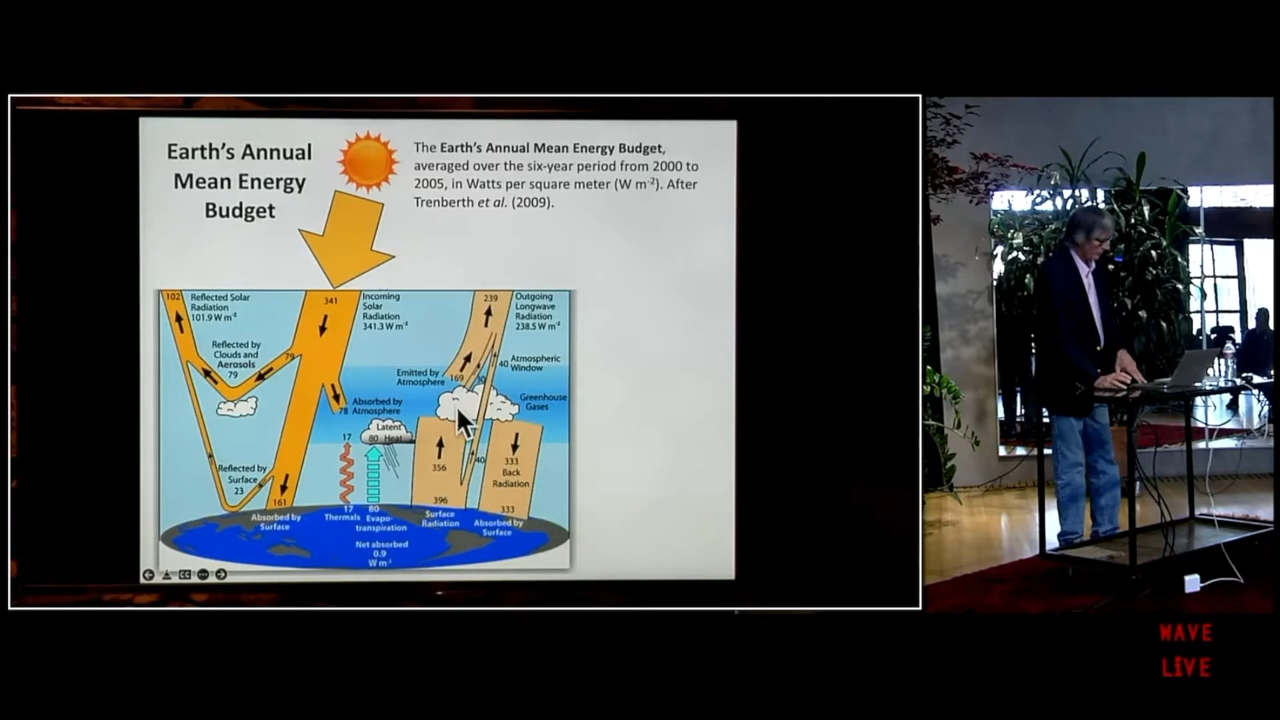 Earth's Annual
Mean Energy
Budget
The Earth's Annual Mean Energy Budget,
averaged over the six-year period from 2000 to
2005, in Watts per square meter (W m⁻²). After
Trenberth et al. (2009).
102
Reflected Solar
Radiation
101.9 W m⁻²
341
Incoming
Solar
Radiation
341.3 W m⁻²
239
Outgoing
Longwave
Radiation
238.5 W m⁻²
Reflected by
Clouds and
Aerosols
79
79
Emitted by
Atmosphere
169
30
40
Atmospheric
Window
78
Absorbed by
Atmosphere
Greenhouse
Gases
Latent
80 Heat
17
356
40
333
Back
Radiation
Reflected by
Surface
23
161
Absorbed by
Surface
17
Thermals
80
Evapo-
transpiration
396
Surface
Radiation
333
Absorbed by
Surface
Net absorbed
0.9
W m⁻²
CC
WAVE
LiVE